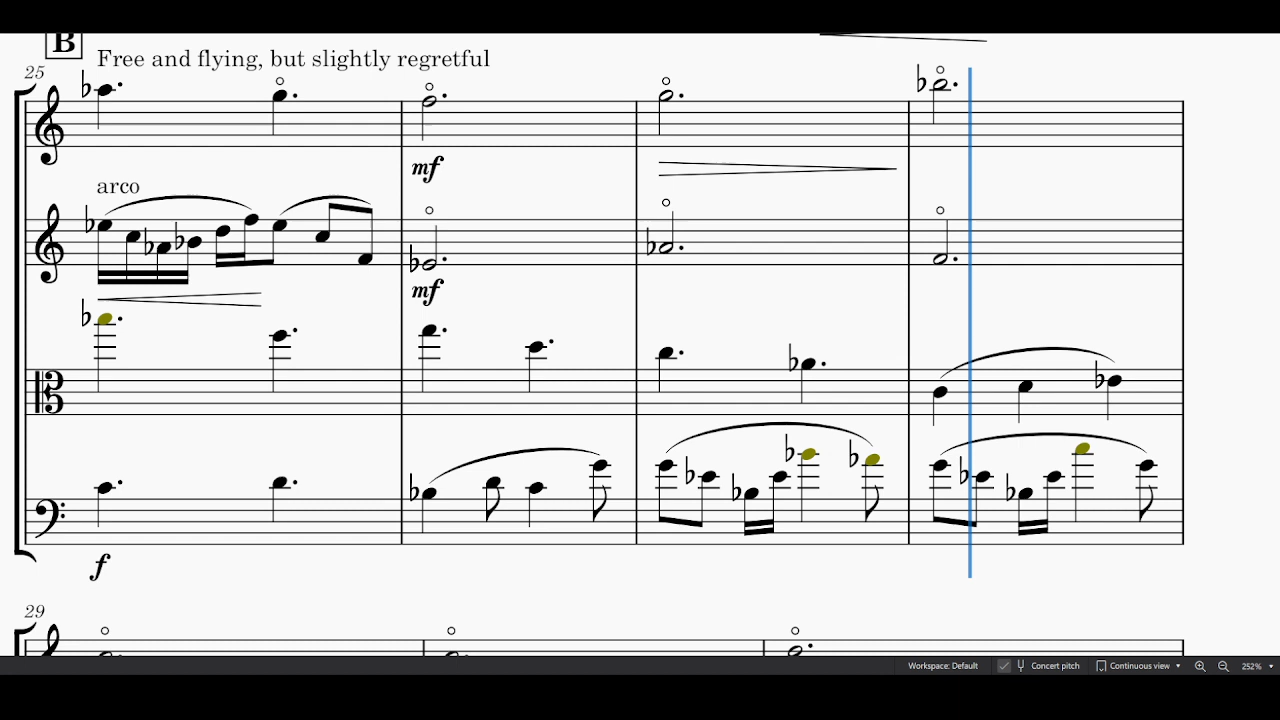 B
Free and flying, but slightly regretful
25
mf
arco
mf
f
29
Workspace: Default
Concert pitch
Continuous view
252%